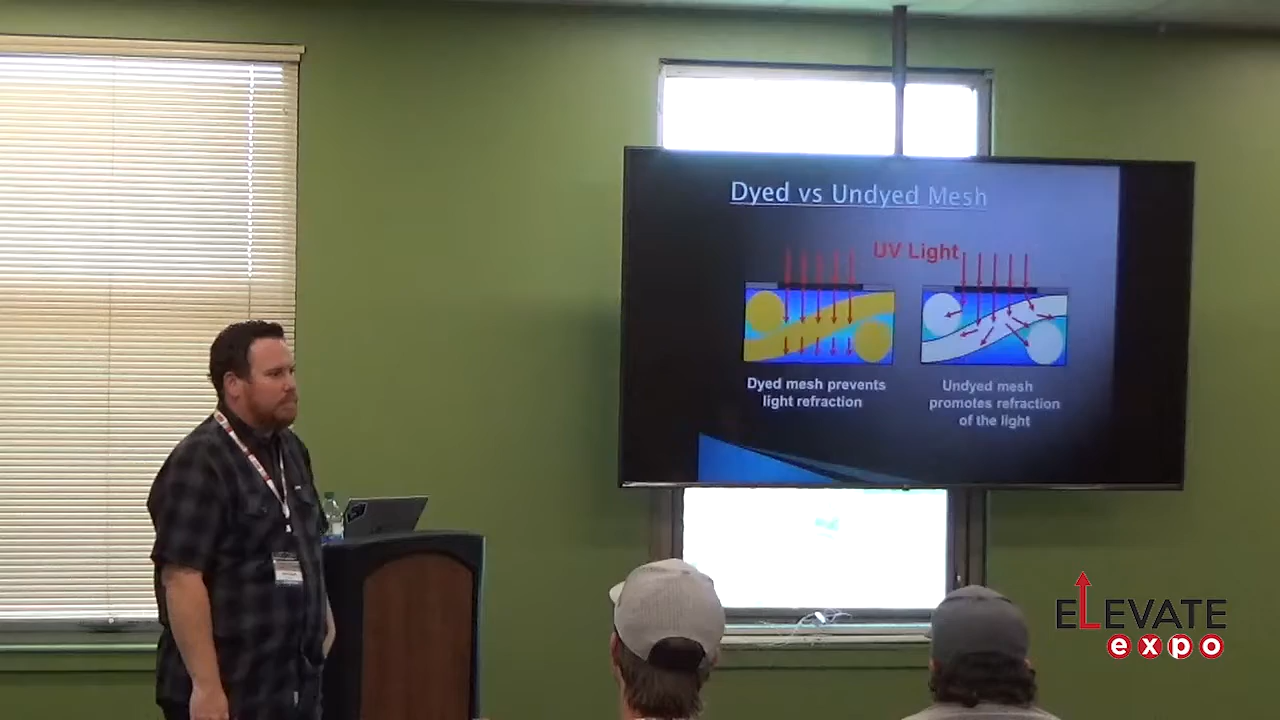 Dyed vs Undyed Mesh
UV Light
Dyed mesh prevents
light refraction
Undyed mesh
promotes refraction
of the light
ELEVATE
expo